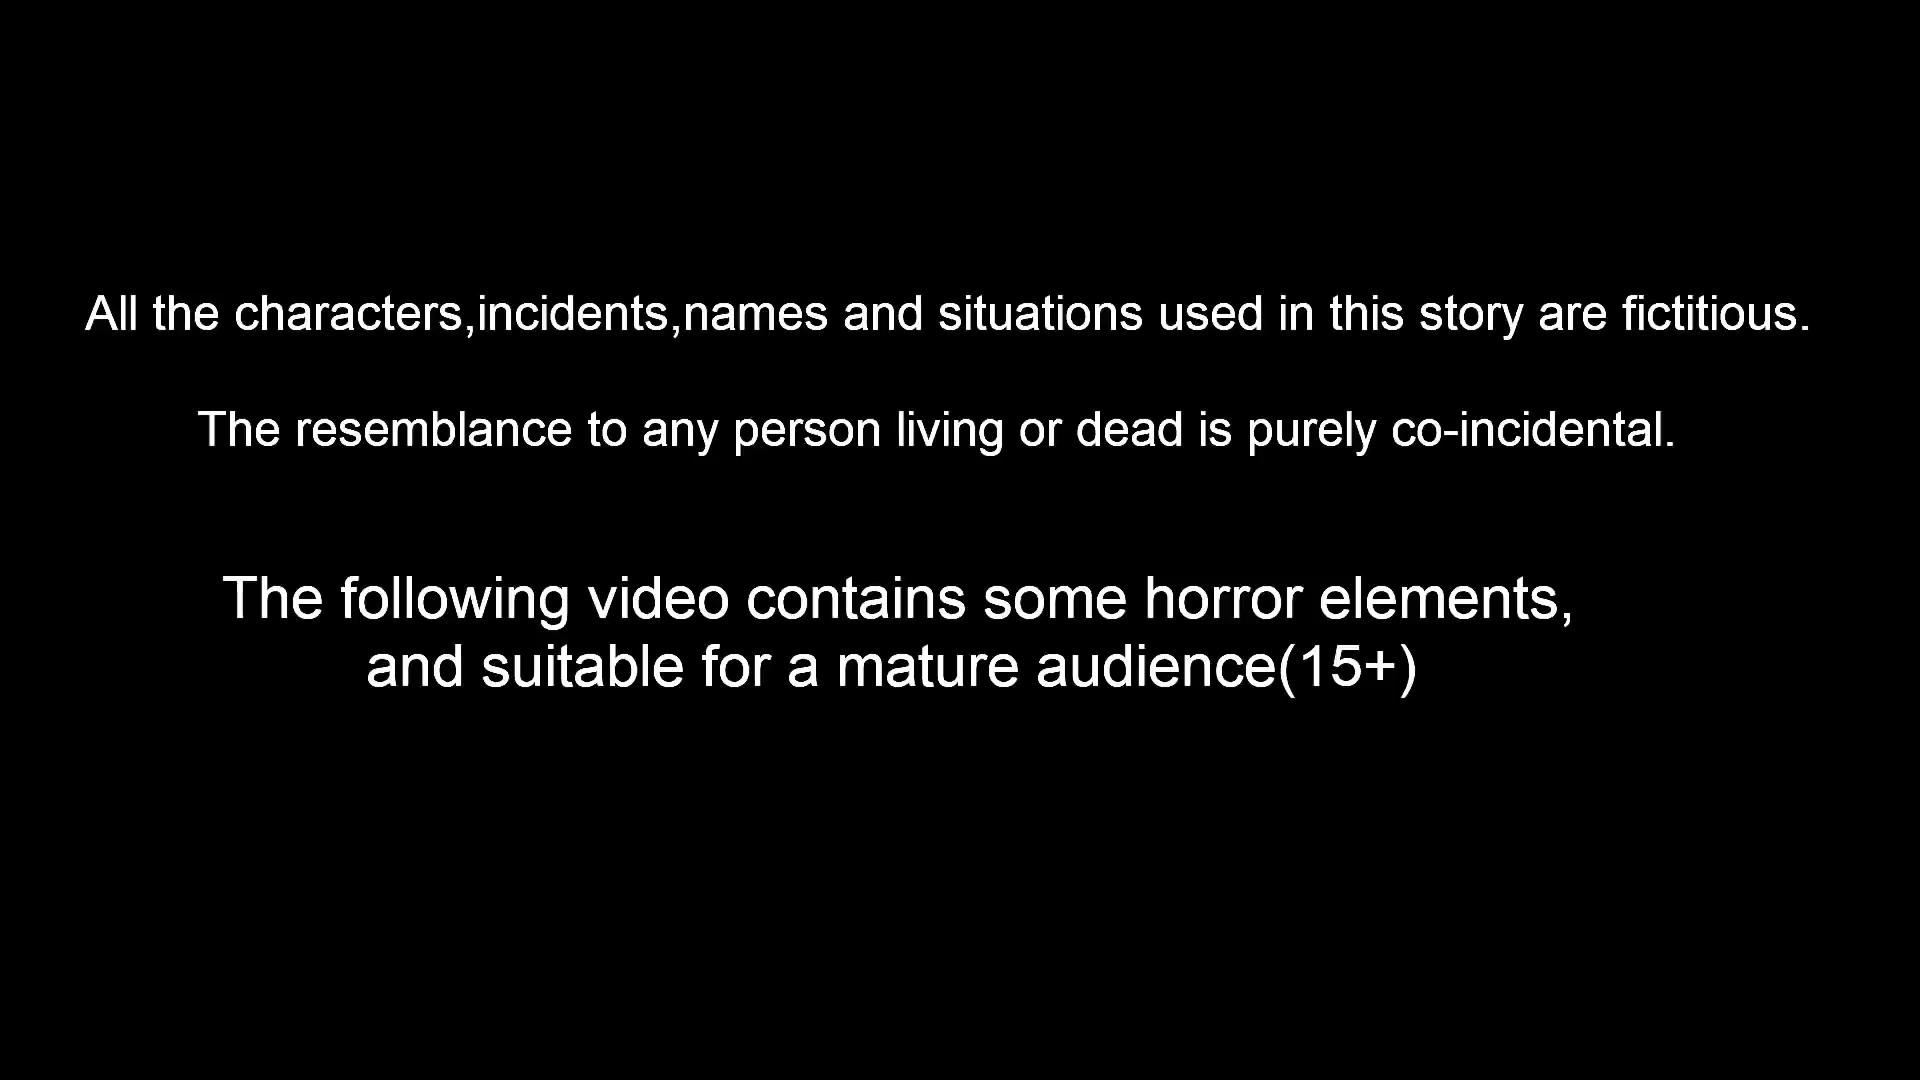 All the characters,incidents,names and situations used in this story are fictitious.
The resemblance to any person living or dead is purely co-incidental.
The following video contains some horror elements,
and suitable for a mature audience(15+)